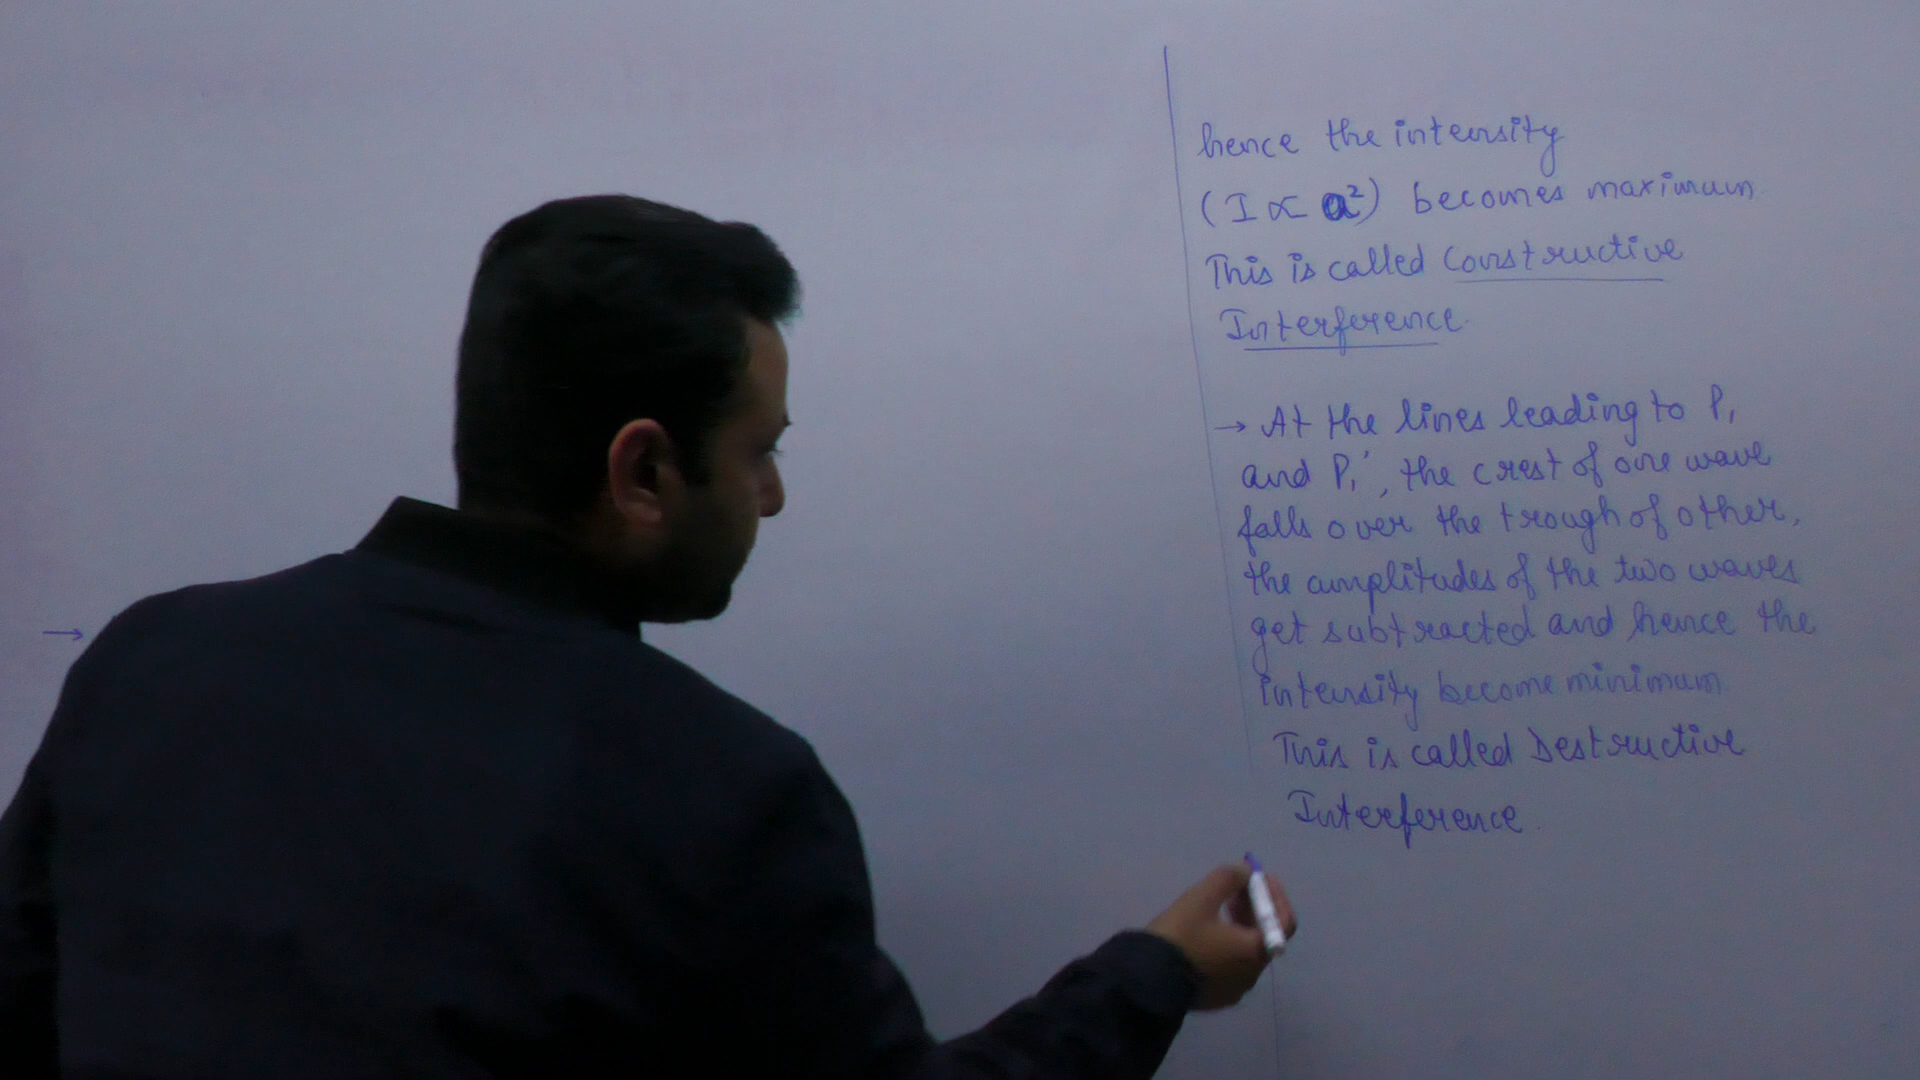 hence the intensity
(I ∝ a²) becomes maximum
This is called Constructive
Interference.
→ At the lines leading to P₁
and P₁', the crest of one wave
falls over the trough of other,
the amplitudes of the two waves
get subtracted and hence the
intensity become minimum
This is called Destructive
Interference.
→